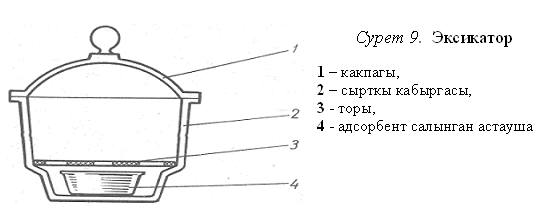 Сурет 9. Эксикатор
1 – какпагы,
2 – сырткы кабыргасы,
3 - торы,
4 - адсорбент салынган астауша
1
2
3
4